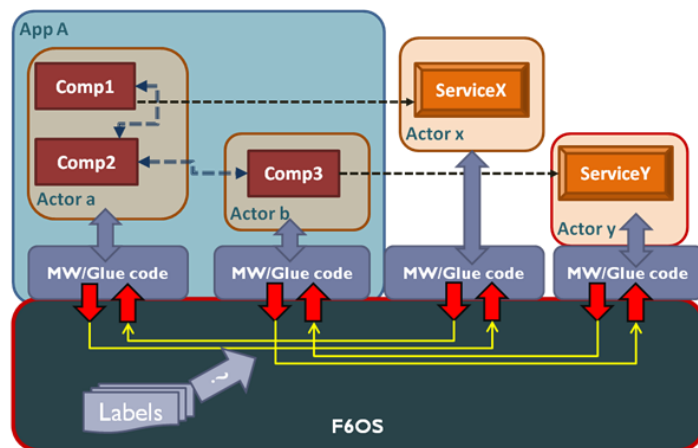 App A
Comp1
ServiceX
Actor x
Comp2
Comp3
ServiceY
Actor a
Actor b
Actor y
MW/Glue code
MW/Glue code
MW/Glue code
MW/Glue code
?
Labels
F6OS